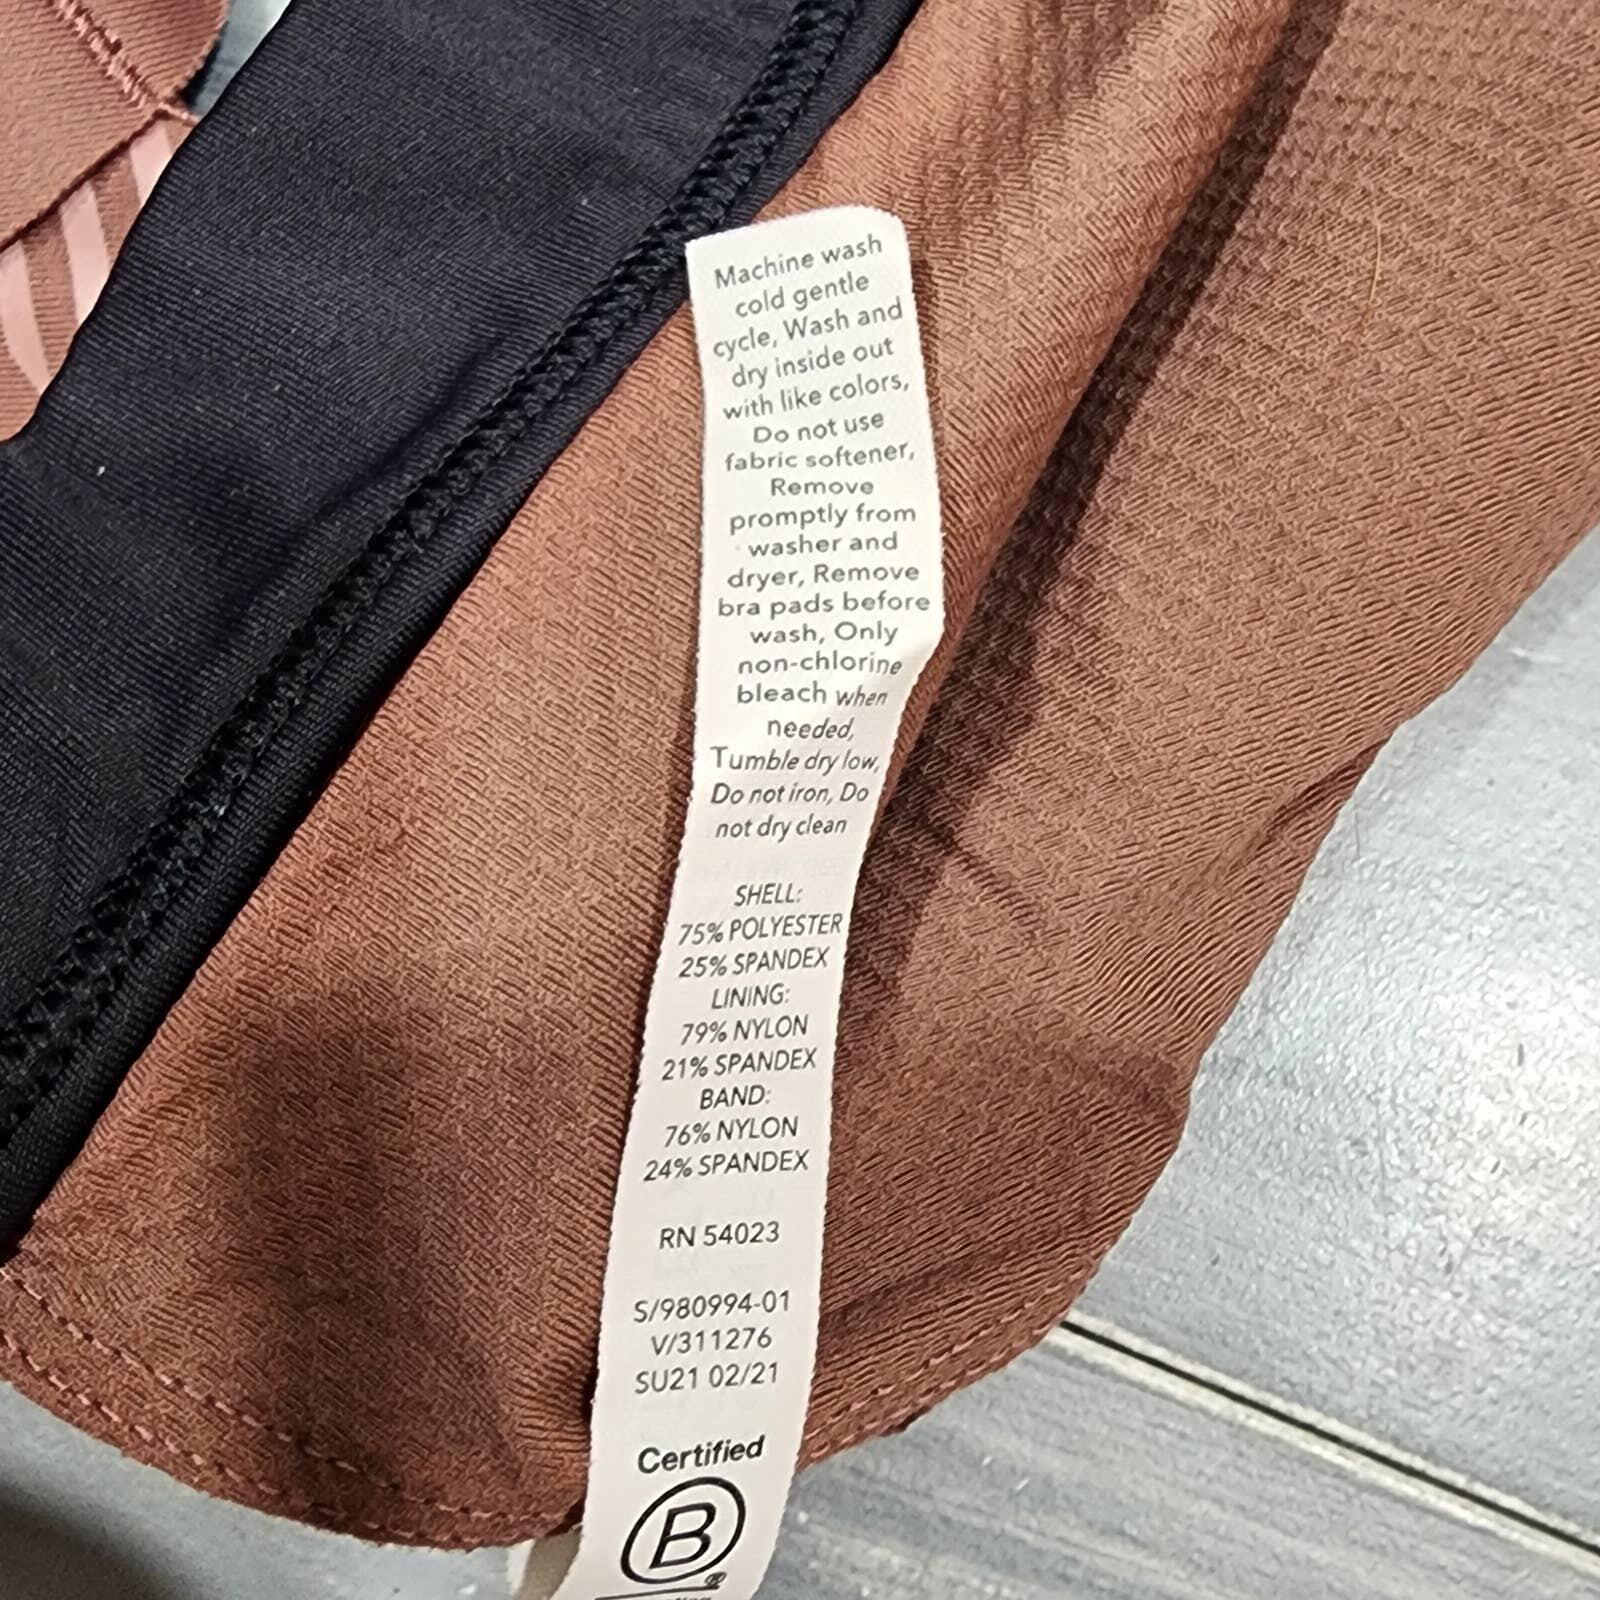 Machine wash
cold gentle
cycle, Wash and
dry inside out
with like colors,
Do not use
fabric softener,
Remove
promptly from
washer and
dryer, Remove
bra pads before
wash, Only
non-chlorine
bleach when
needed,
Tumble dry low,
Do not iron, Do
not dry clean
SHELL:
75% POLYESTER
25% SPANDEX
LINING:
79% NYLON
21% SPANDEX
BAND:
76% NYLON
24% SPANDEX
RN 54023
S/980994-01
V/311276
SU21 02/21
Certified
B
®